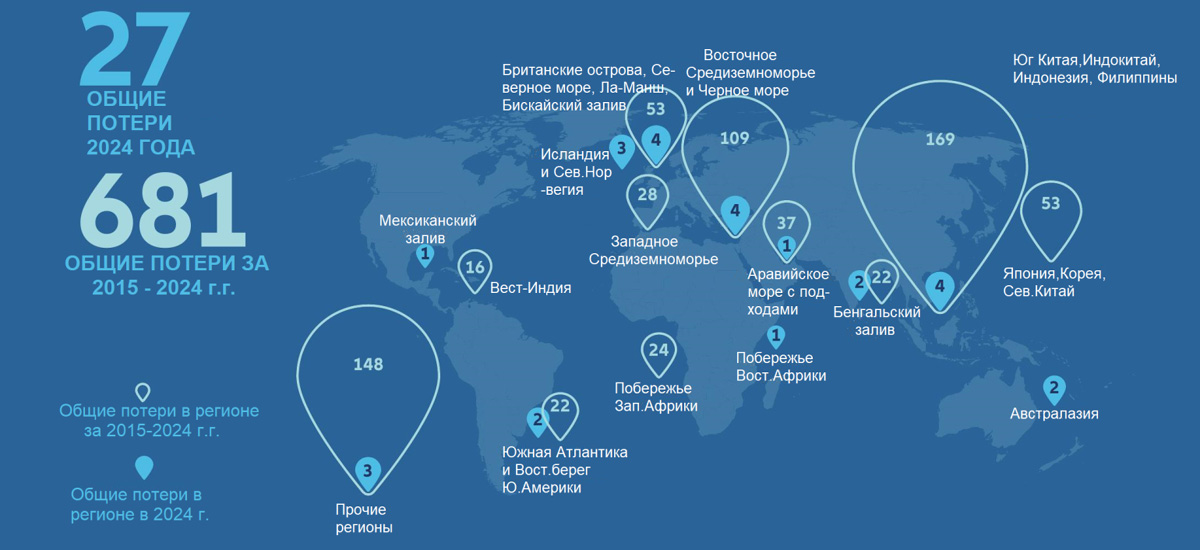 27
ОБЩИЕ
ПОТЕРИ
2024 ГОДА
681
ОБЩИЕ ПОТЕРИ ЗА
2015 - 2024 г.г.
Общие потери в регионе
за 2015-2024 г.г.
Общие потери в
регионе в 2024 г.
Британские острова, Се-
верное море, Ла-Манш,
Бискайский залив
53
4
Восточное
Средиземноморье
и Черное море
109
4
Юг Китая,Индокитай,
Индонезия, Филиппины
169
4
3
Исландия
и Сев.Нор
-вегия
28
Западное
Средиземноморье
37
1
Аравийское
море с под-
ходами
53
Япония,Корея,
Сев.Китай
Мексиканский
залив
1
16
Вест-Индия
2
22
Бенгальский
залив
1
Побережье
Вост.Африки
24
Побережье
Зап.Африки
148
3
Прочие
регионы
2
22
Южная Атлантика
и Вост.берег
Ю.Америки
2
Австралазия